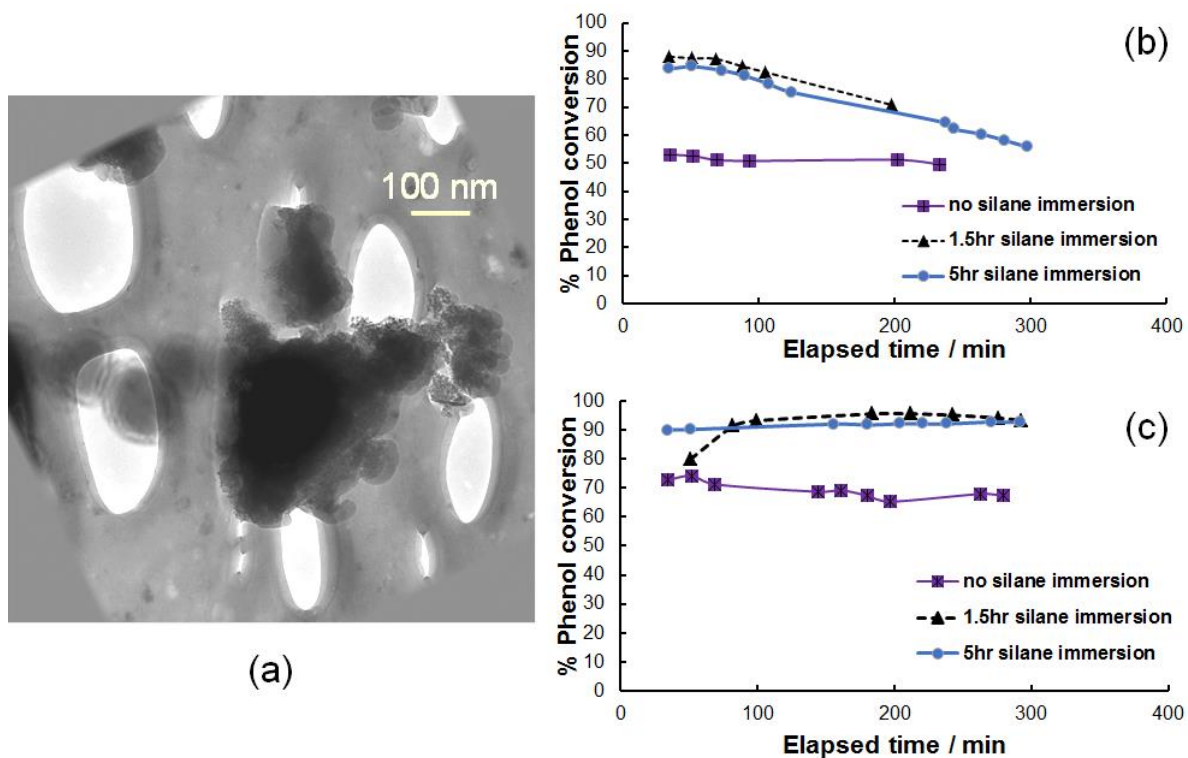 100 nm
(a)
(b)
% Phenol conversion
100
90
80
70
60
50
40
30
20
10
0
no silane immersion
1.5hr silane immersion
5hr silane immersion
0
100
200
300
400
Elapsed time / min
(c)
% Phenol conversion
100
90
80
70
60
50
40
30
20
10
0
no silane immersion
1.5hr silane immersion
5hr silane immersion
0
100
200
300
400
Elapsed time / min